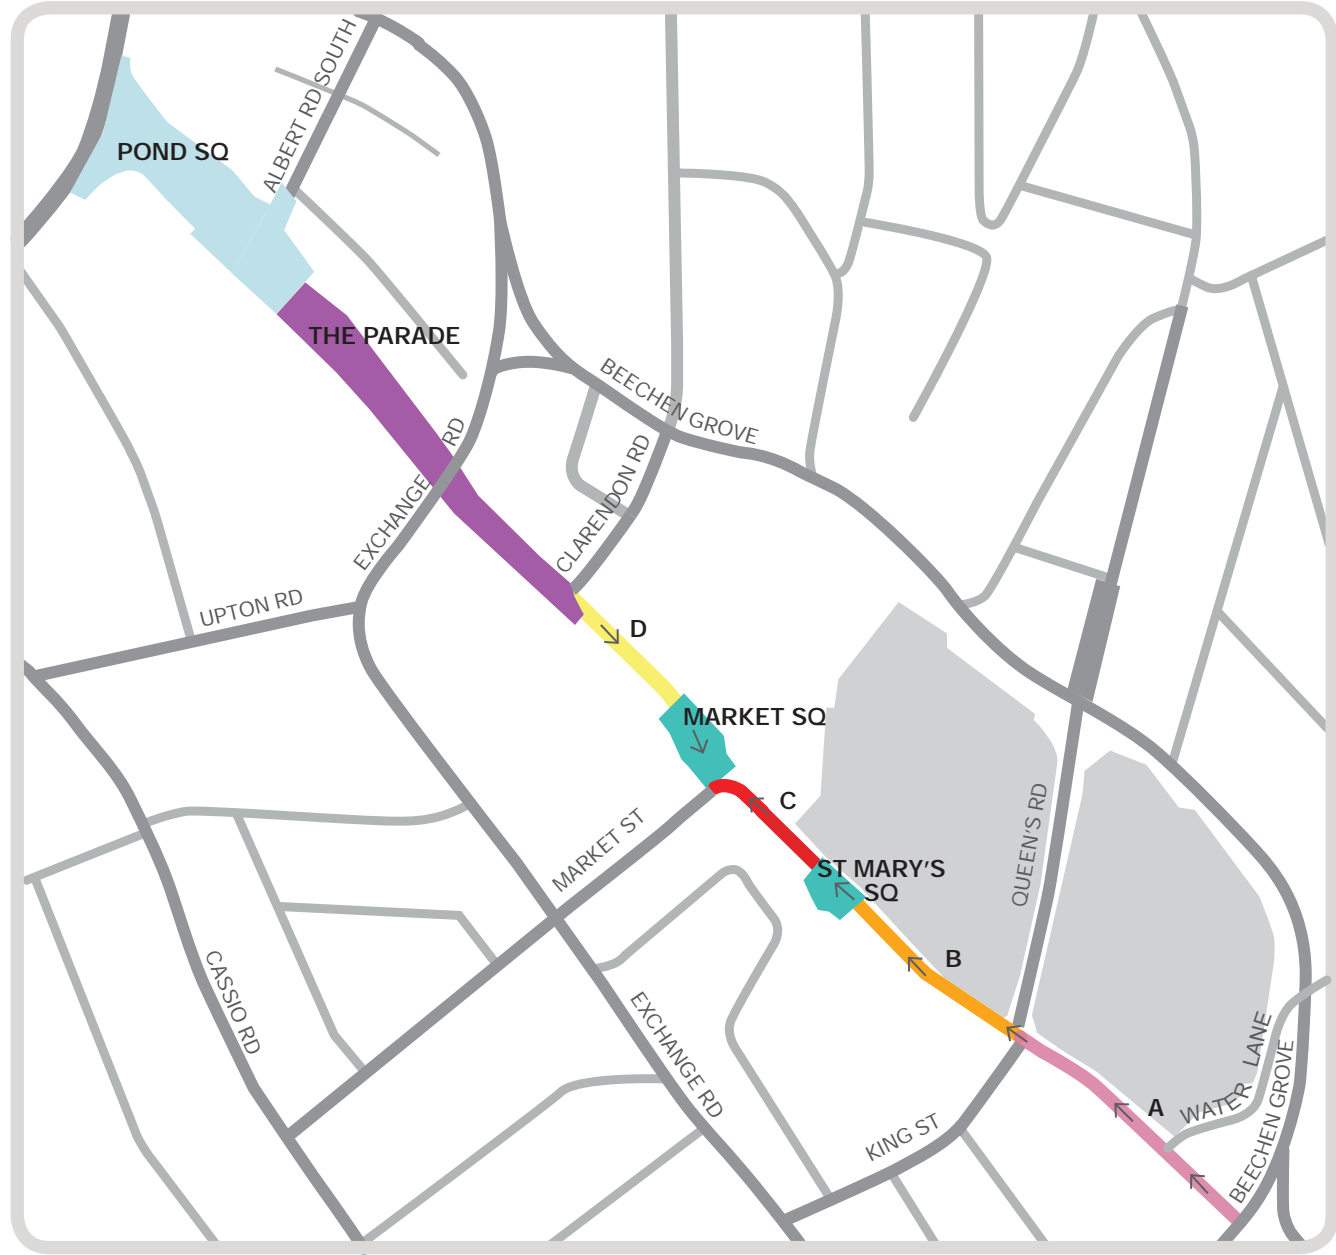 ALBERT RD SOUTH
POND SQ
THE PARADE
BEECHEN GROVE
EXCHANGE RD
CLARENDON RD
UPTON RD
D
MARKET SQ
C
MARKET ST
QUEEN'S RD
ST MARY'S
SQ
B
CASSIO RD
EXCHANGE RD
WATER LANE
A
BEECHEN GROVE
KING ST